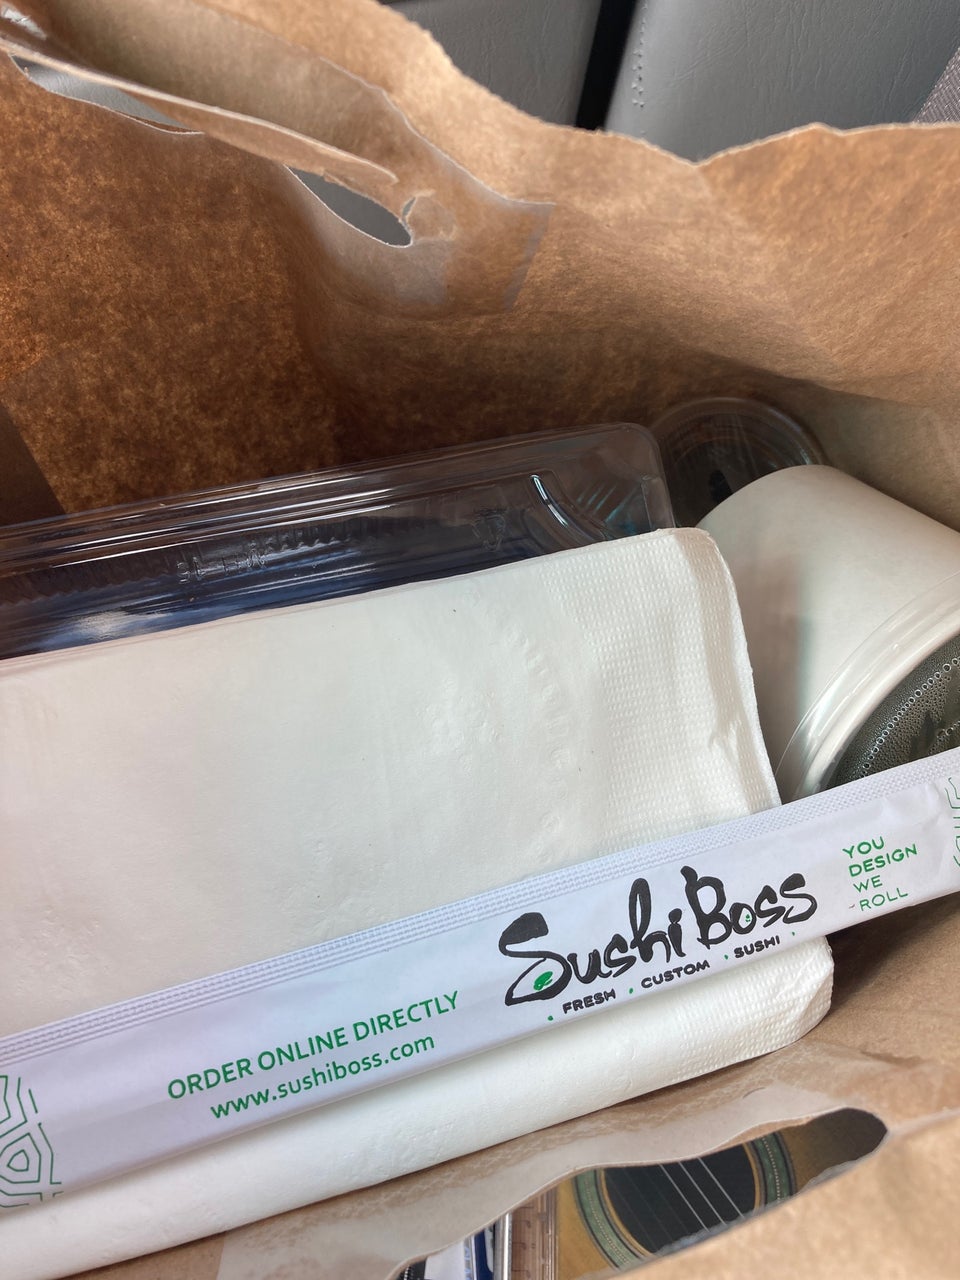 SushiBoss
FRESH CUSTOM SUSHI
YOU
DESIGN
WE
ROLL
ORDER ONLINE DIRECTLY
www.sushiboss.com